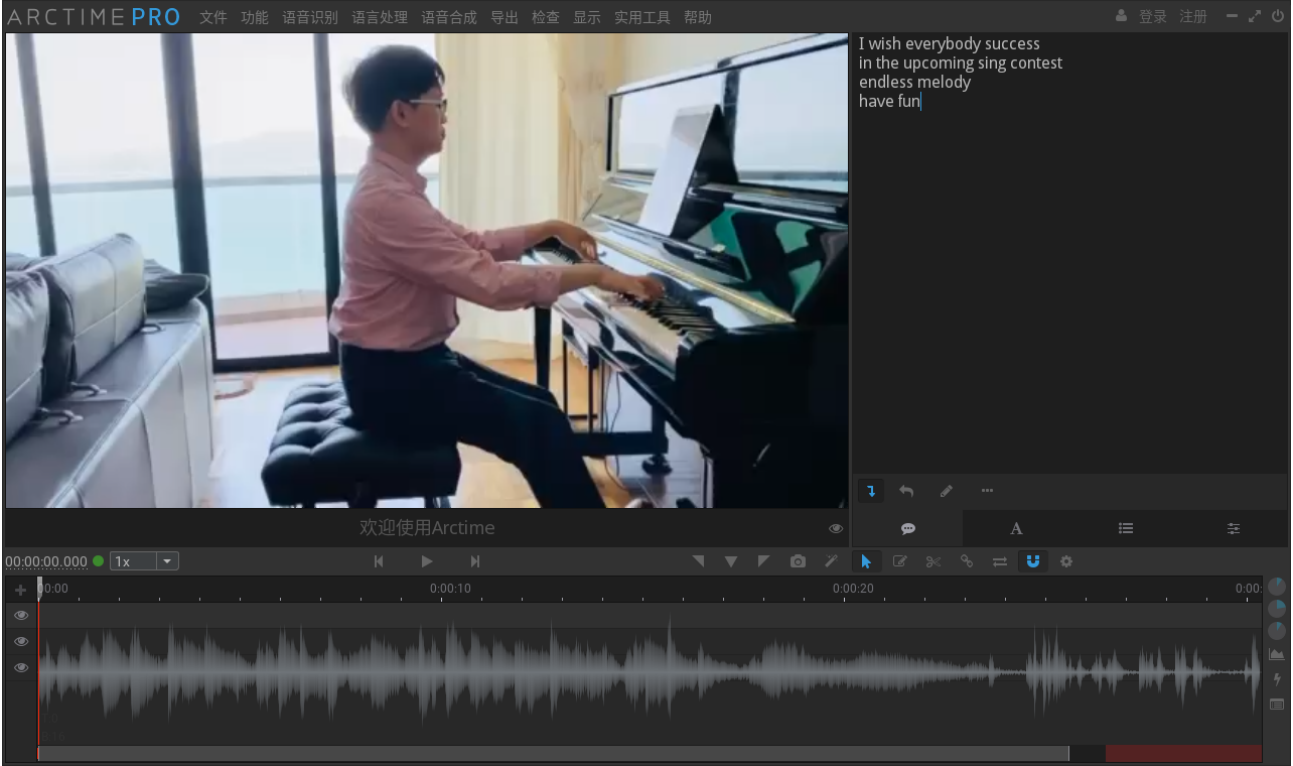 ARCTIME PRO 文件 功能 语音识别 语言处理 语音合成 导出 检查 显示 实用工具 帮助 登录 注册
I wish everybody success
in the upcoming sing contest
endless melody
have fun
欢迎使用Arctime
A
00:00:00.000 1x
00:00 0:00:10 0:00:20 0:00: